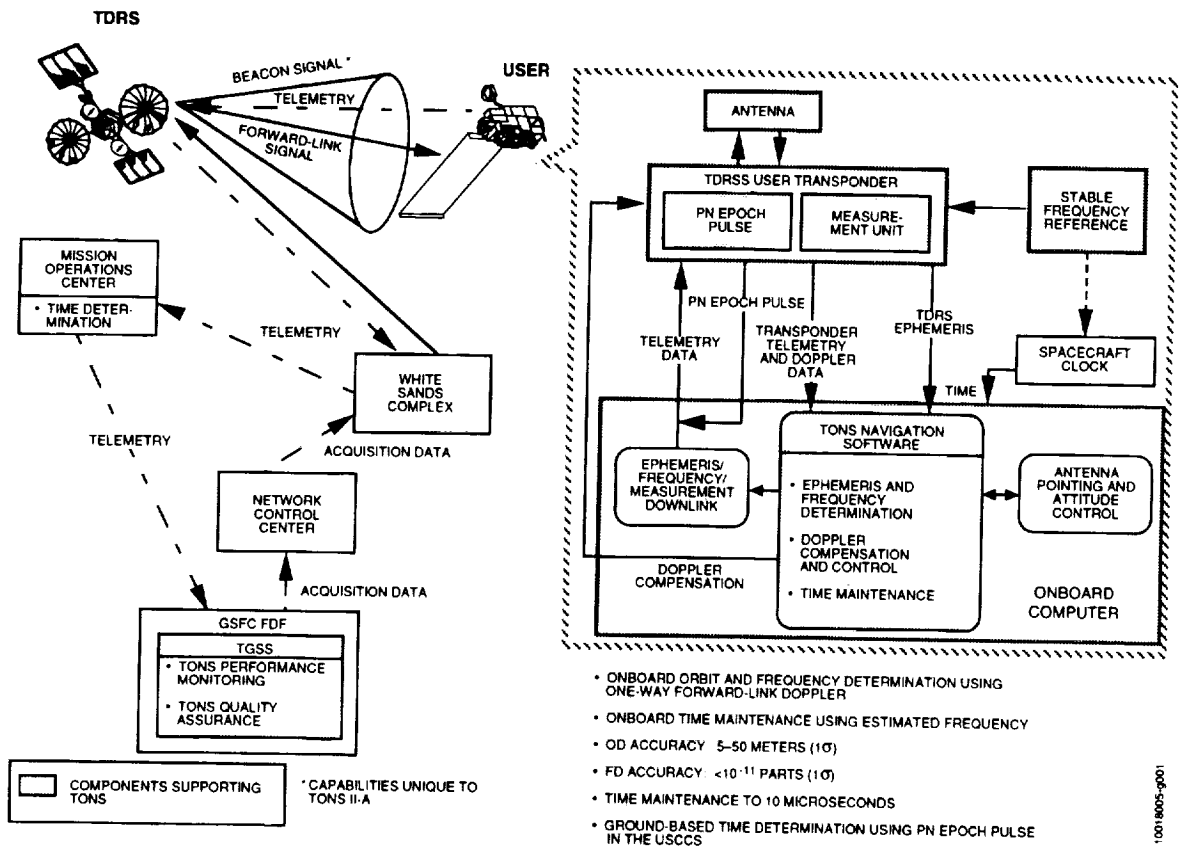 TDRS
BEACON SIGNAL *
TELEMETRY
FORWARD-LINK
SIGNAL
USER
MISSION
OPERATIONS
CENTER
• TIME DETER-
MINATION
TELEMETRY
WHITE
SANDS
COMPLEX
TELEMETRY
ACQUISITION DATA
NETWORK
CONTROL
CENTER
ACQUISITION DATA
GSFC FDF
TGSS
• TONS PERFORMANCE
MONITORING
• TONS QUALITY
ASSURANCE
COMPONENTS SUPPORTING
TONS
* CAPABILITIES UNIQUE TO
TONS II-A
ANTENNA
TDRSS USER TRANSPONDER
PN EPOCH
PULSE
MEASURE-
MENT UNIT
STABLE
FREQUENCY
REFERENCE
PN EPOCH PULSE
TELEMETRY
DATA
TRANSPONDER
TELEMETRY
AND DOPPLER
DATA
TDRS
EPHEMERIS
SPACECRAFT
CLOCK
TIME
TONS NAVIGATION
SOFTWARE
• EPHEMERIS AND
FREQUENCY
DETERMINATION
• DOPPLER
COMPENSATION
AND CONTROL
• TIME MAINTENANCE
EPHEMERIS/
FREQUENCY/
MEASUREMENT
DOWNLINK
ANTENNA
POINTING AND
ATTITUDE
CONTROL
DOPPLER
COMPENSATION
ONBOARD
COMPUTER
• ONBOARD ORBIT AND FREQUENCY DETERMINATION USING
ONE-WAY FORWARD-LINK DOPPLER
• ONBOARD TIME MAINTENANCE USING ESTIMATED FREQUENCY
• OD ACCURACY 5–50 METERS (1σ)
• FD ACCURACY: <10⁻¹¹ PARTS (1σ)
• TIME MAINTENANCE TO 10 MICROSECONDS
• GROUND-BASED TIME DETERMINATION USING PN EPOCH PULSE
IN THE USCCS
10018005-g001